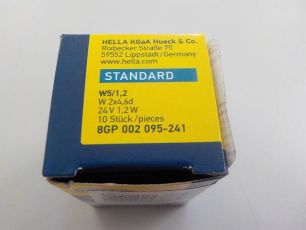 HELLA KGaA Hueck & Co.
Rixbecker Straße 75
59552 Lippstadt/Germany
www.hella.com
STANDARD
W5/1,2
W 2x4,6d
24 V 1,2 W
10 Stück/pieces
8GP 002 095-241